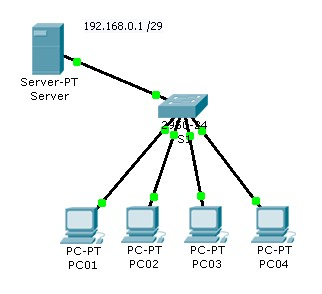 192.168.0.1 /29
Server-PT
Server
2960-24
S1
PC-PT
PC01
PC-PT
PC02
PC-PT
PC03
PC-PT
PC04